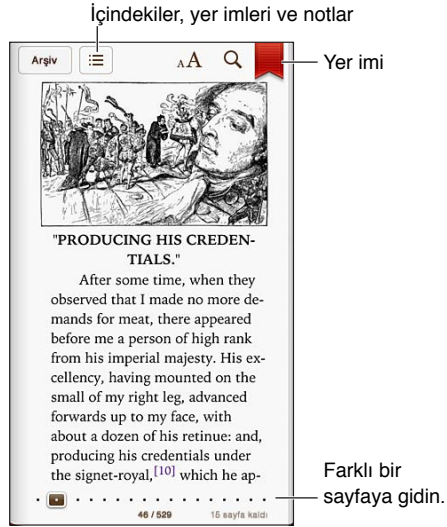 İçindekiler, yer imleri ve notlar
Arşiv
AA
Yer imi
"PRODUCING HIS CREDEN-
TIALS."
After some time, when they
observed that I made no more de-
mands for meat, there appeared
before me a person of high rank
from his imperial majesty. His ex-
cellency, having mounted on the
small of my right leg, advanced
forwards up to my face, with
about a dozen of his retinue: and,
producing his credentials under
the signet-royal,[10] which he ap-
Farklı bir
sayfaya gidin.
46 / 529
15 sayfa kaldı